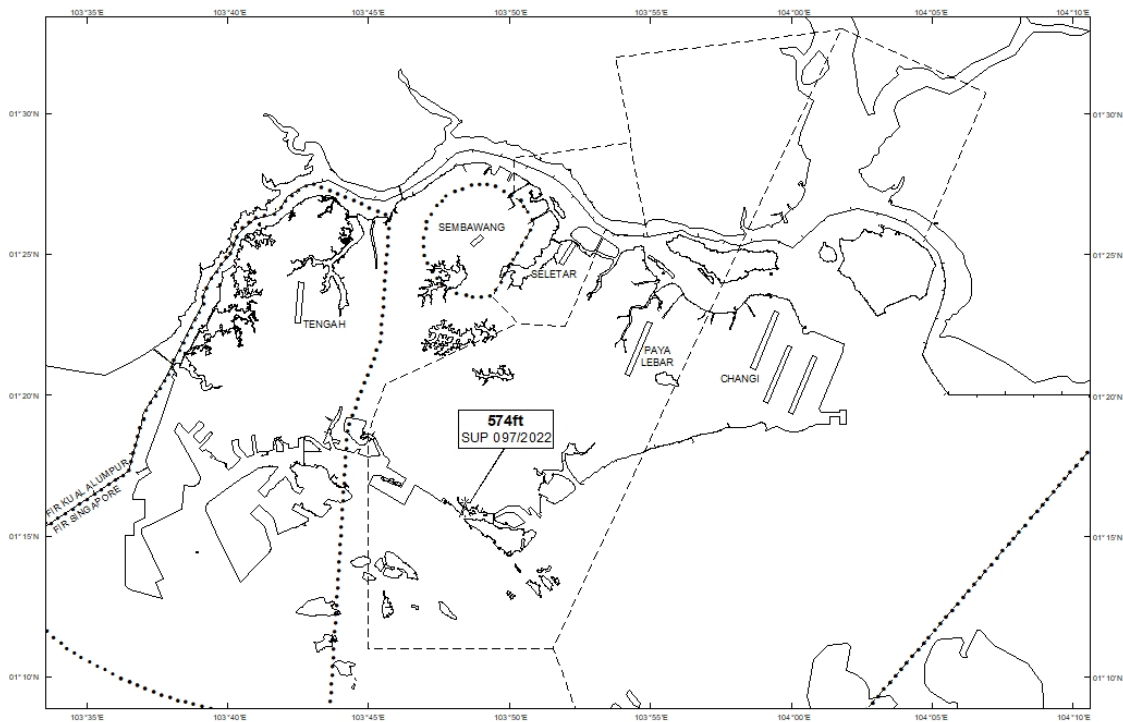 103°35'E 103°40'E 103°45'E 103°50'E 103°55'E 104°00'E 104°05'E 104°10'E
01°30'N 01°30'N
SEMBAWANG
01°25'N 01°25'N
SELETAR
TENGAH
PAYA
LEBAR
CHANGI
01°20'N 01°20'N
574ft
SUP 097/2022
FIR KUALALUMPUR
FIR SINGAPORE
01°15'N 01°15'N
01°10'N 01°10'N
103°35'E 103°40'E 103°45'E 103°50'E 103°55'E 104°00'E 104°05'E 104°10'E